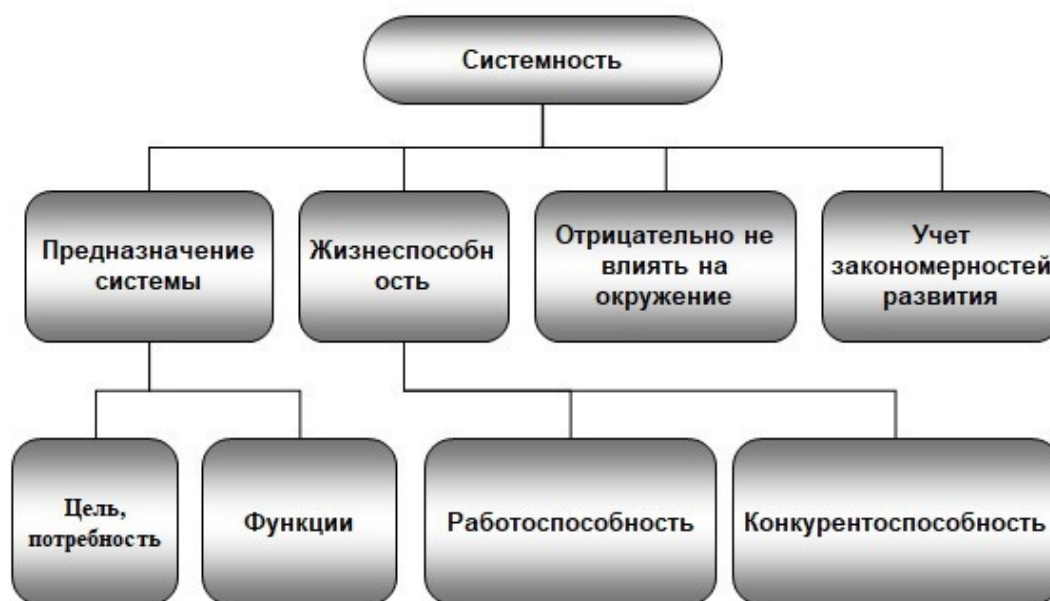 Системность
Предназначение
системы
Жизнеспособн
ость
Отрицательно не
влиять на
окружение
Учет
закономерностей
развития
Цель,
потребность
Функции
Работоспособность
Конкурентоспособность